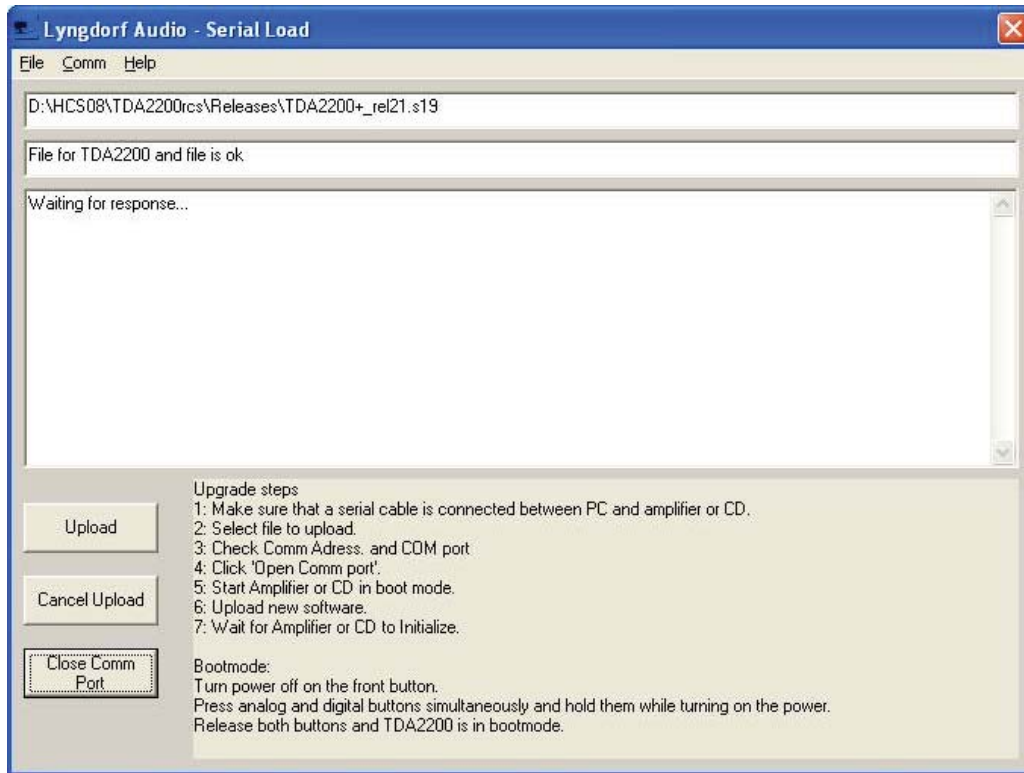 Lyngdorf Audio - Serial Load
File Comm Help
D:\HCS08\TDA2200rcs\Releases\TDA2200+_rel21.s19
File for TDA2200 and file is ok
Waiting for response...
Upload
Cancel Upload
Close Comm
Port
Upgrade steps
1: Make sure that a serial cable is connected between PC and amplifier or CD.
2: Select file to upload.
3: Check Comm Adress. and COM port
4: Click 'Open Comm port'.
5: Start Amplifier or CD in boot mode.
6: Upload new software.
7: Wait for Amplifier or CD to Initialize.
Bootmode:
Turn power off on the front button.
Press analog and digital buttons simultaneously and hold them while turning on the power.
Release both buttons and TDA2200 is in bootmode.